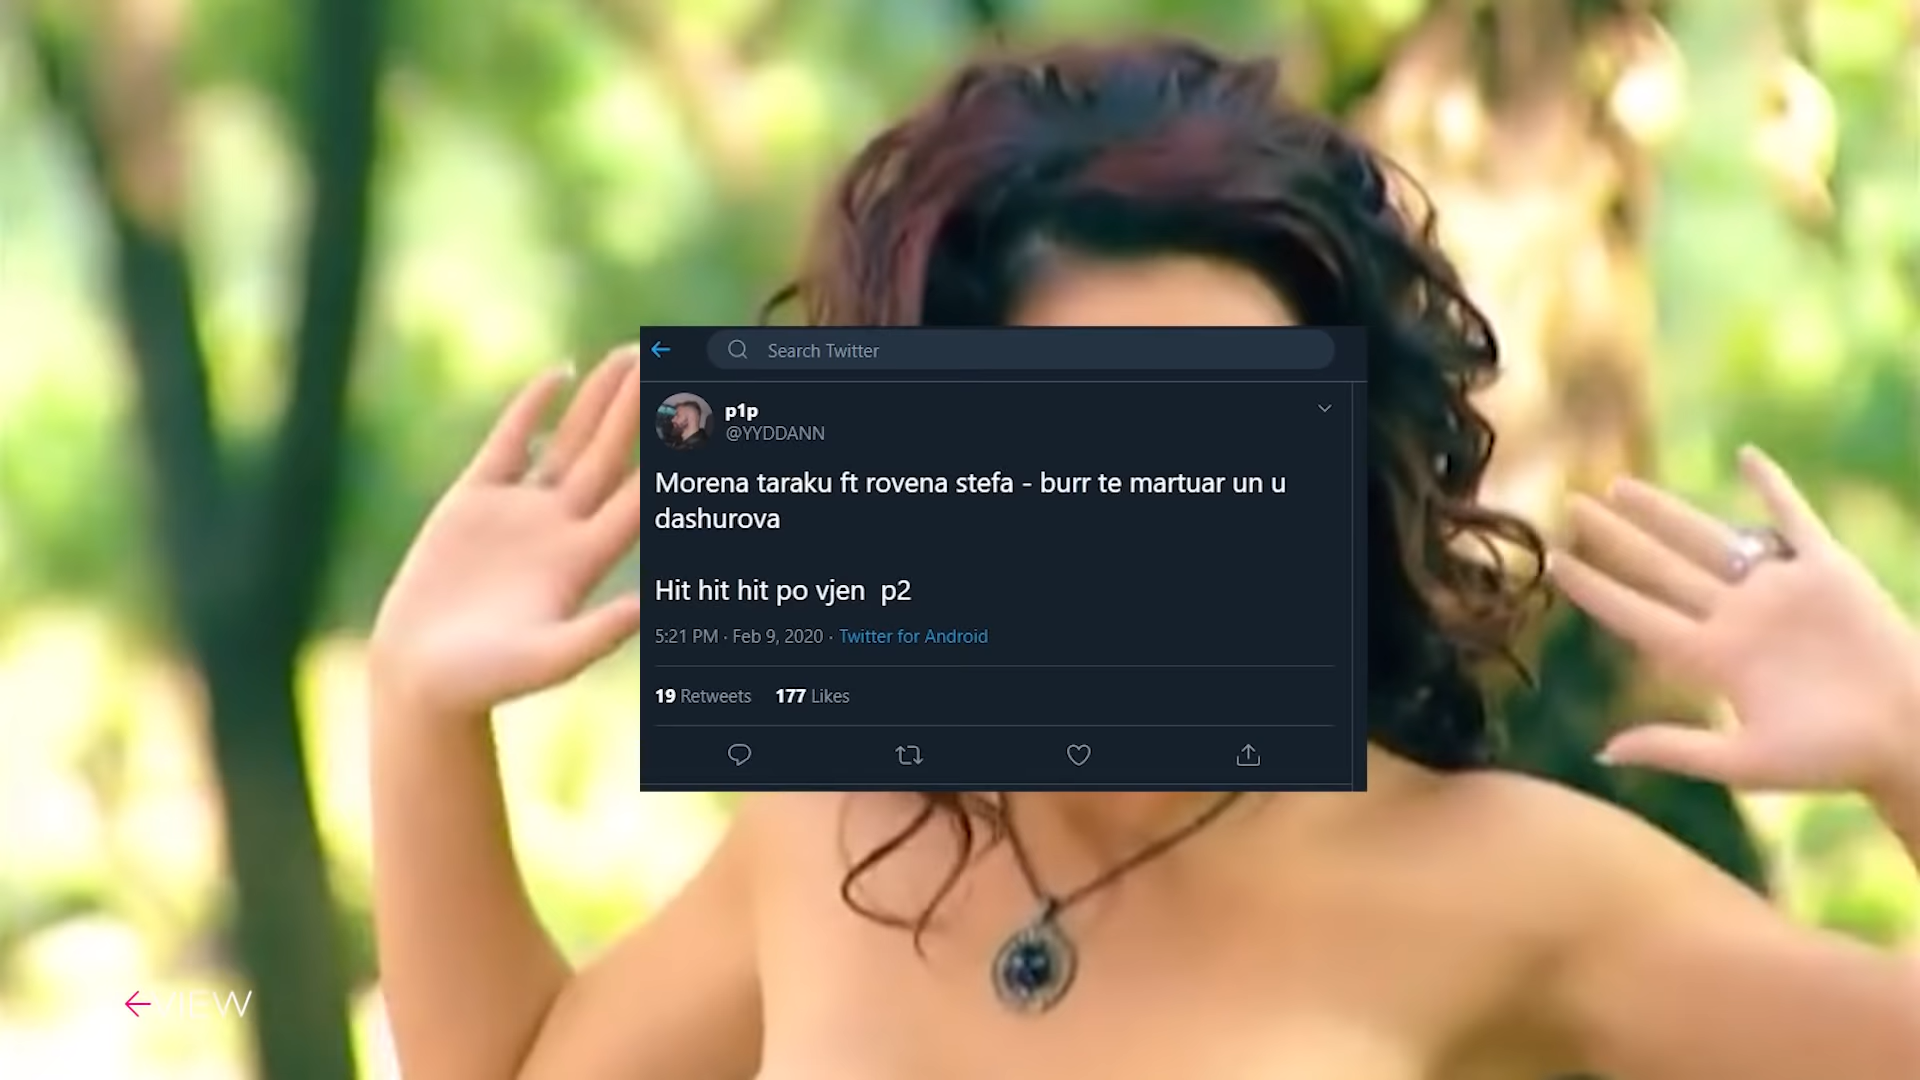 Search Twitter
p1p
@YYDDANN
Morena taraku ft rovena stefa - burr te martuar un u
dashurova
Hit hit hit po vjen  p2
5:21 PM · Feb 9, 2020 · Twitter for Android
19 Retweets 177 Likes
VIEW